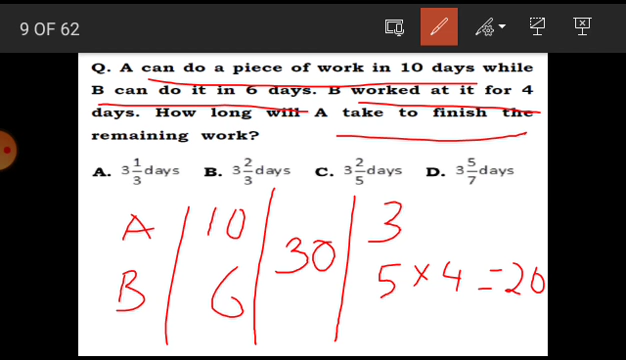 9 OF 62
Q. A can do a piece of work in 10 days while
B can do it in 6 days. B worked at it for 4
days. How long will A take to finish the
remaining work?
A. 3 1/3 days B. 3 2/3 days C. 3 2/5 days D. 3 5/7 days
A 10 30 3
B 6 5 × 4 = 20